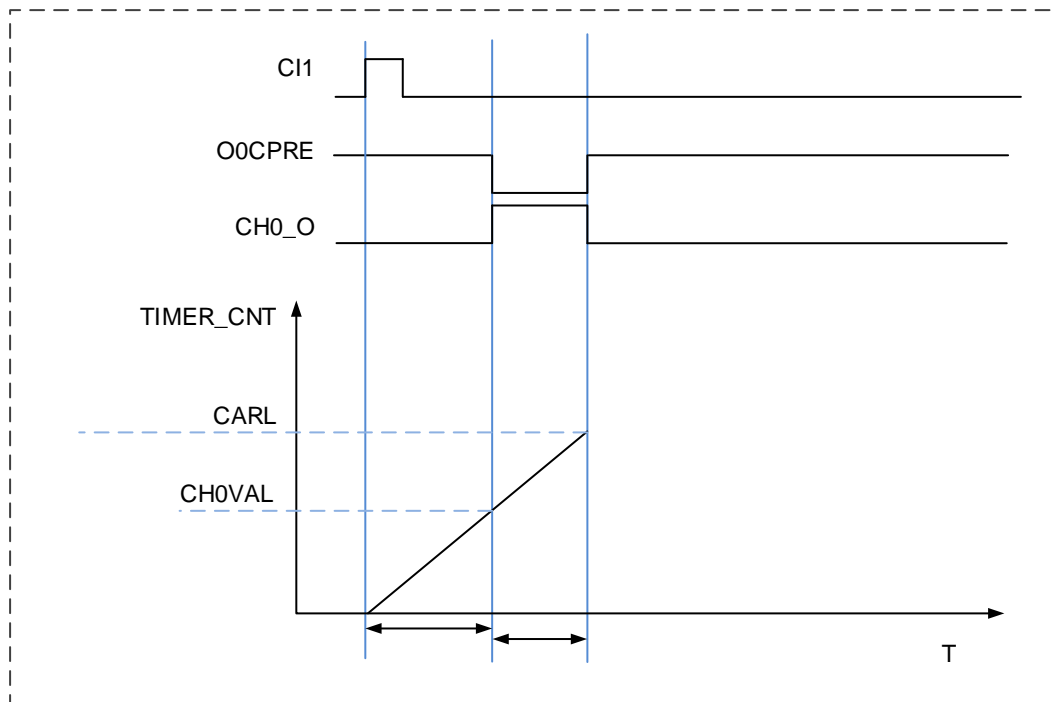 CI1
O0CPRE
CH0_O
TIMER_CNT
CARL
CH0VAL
T